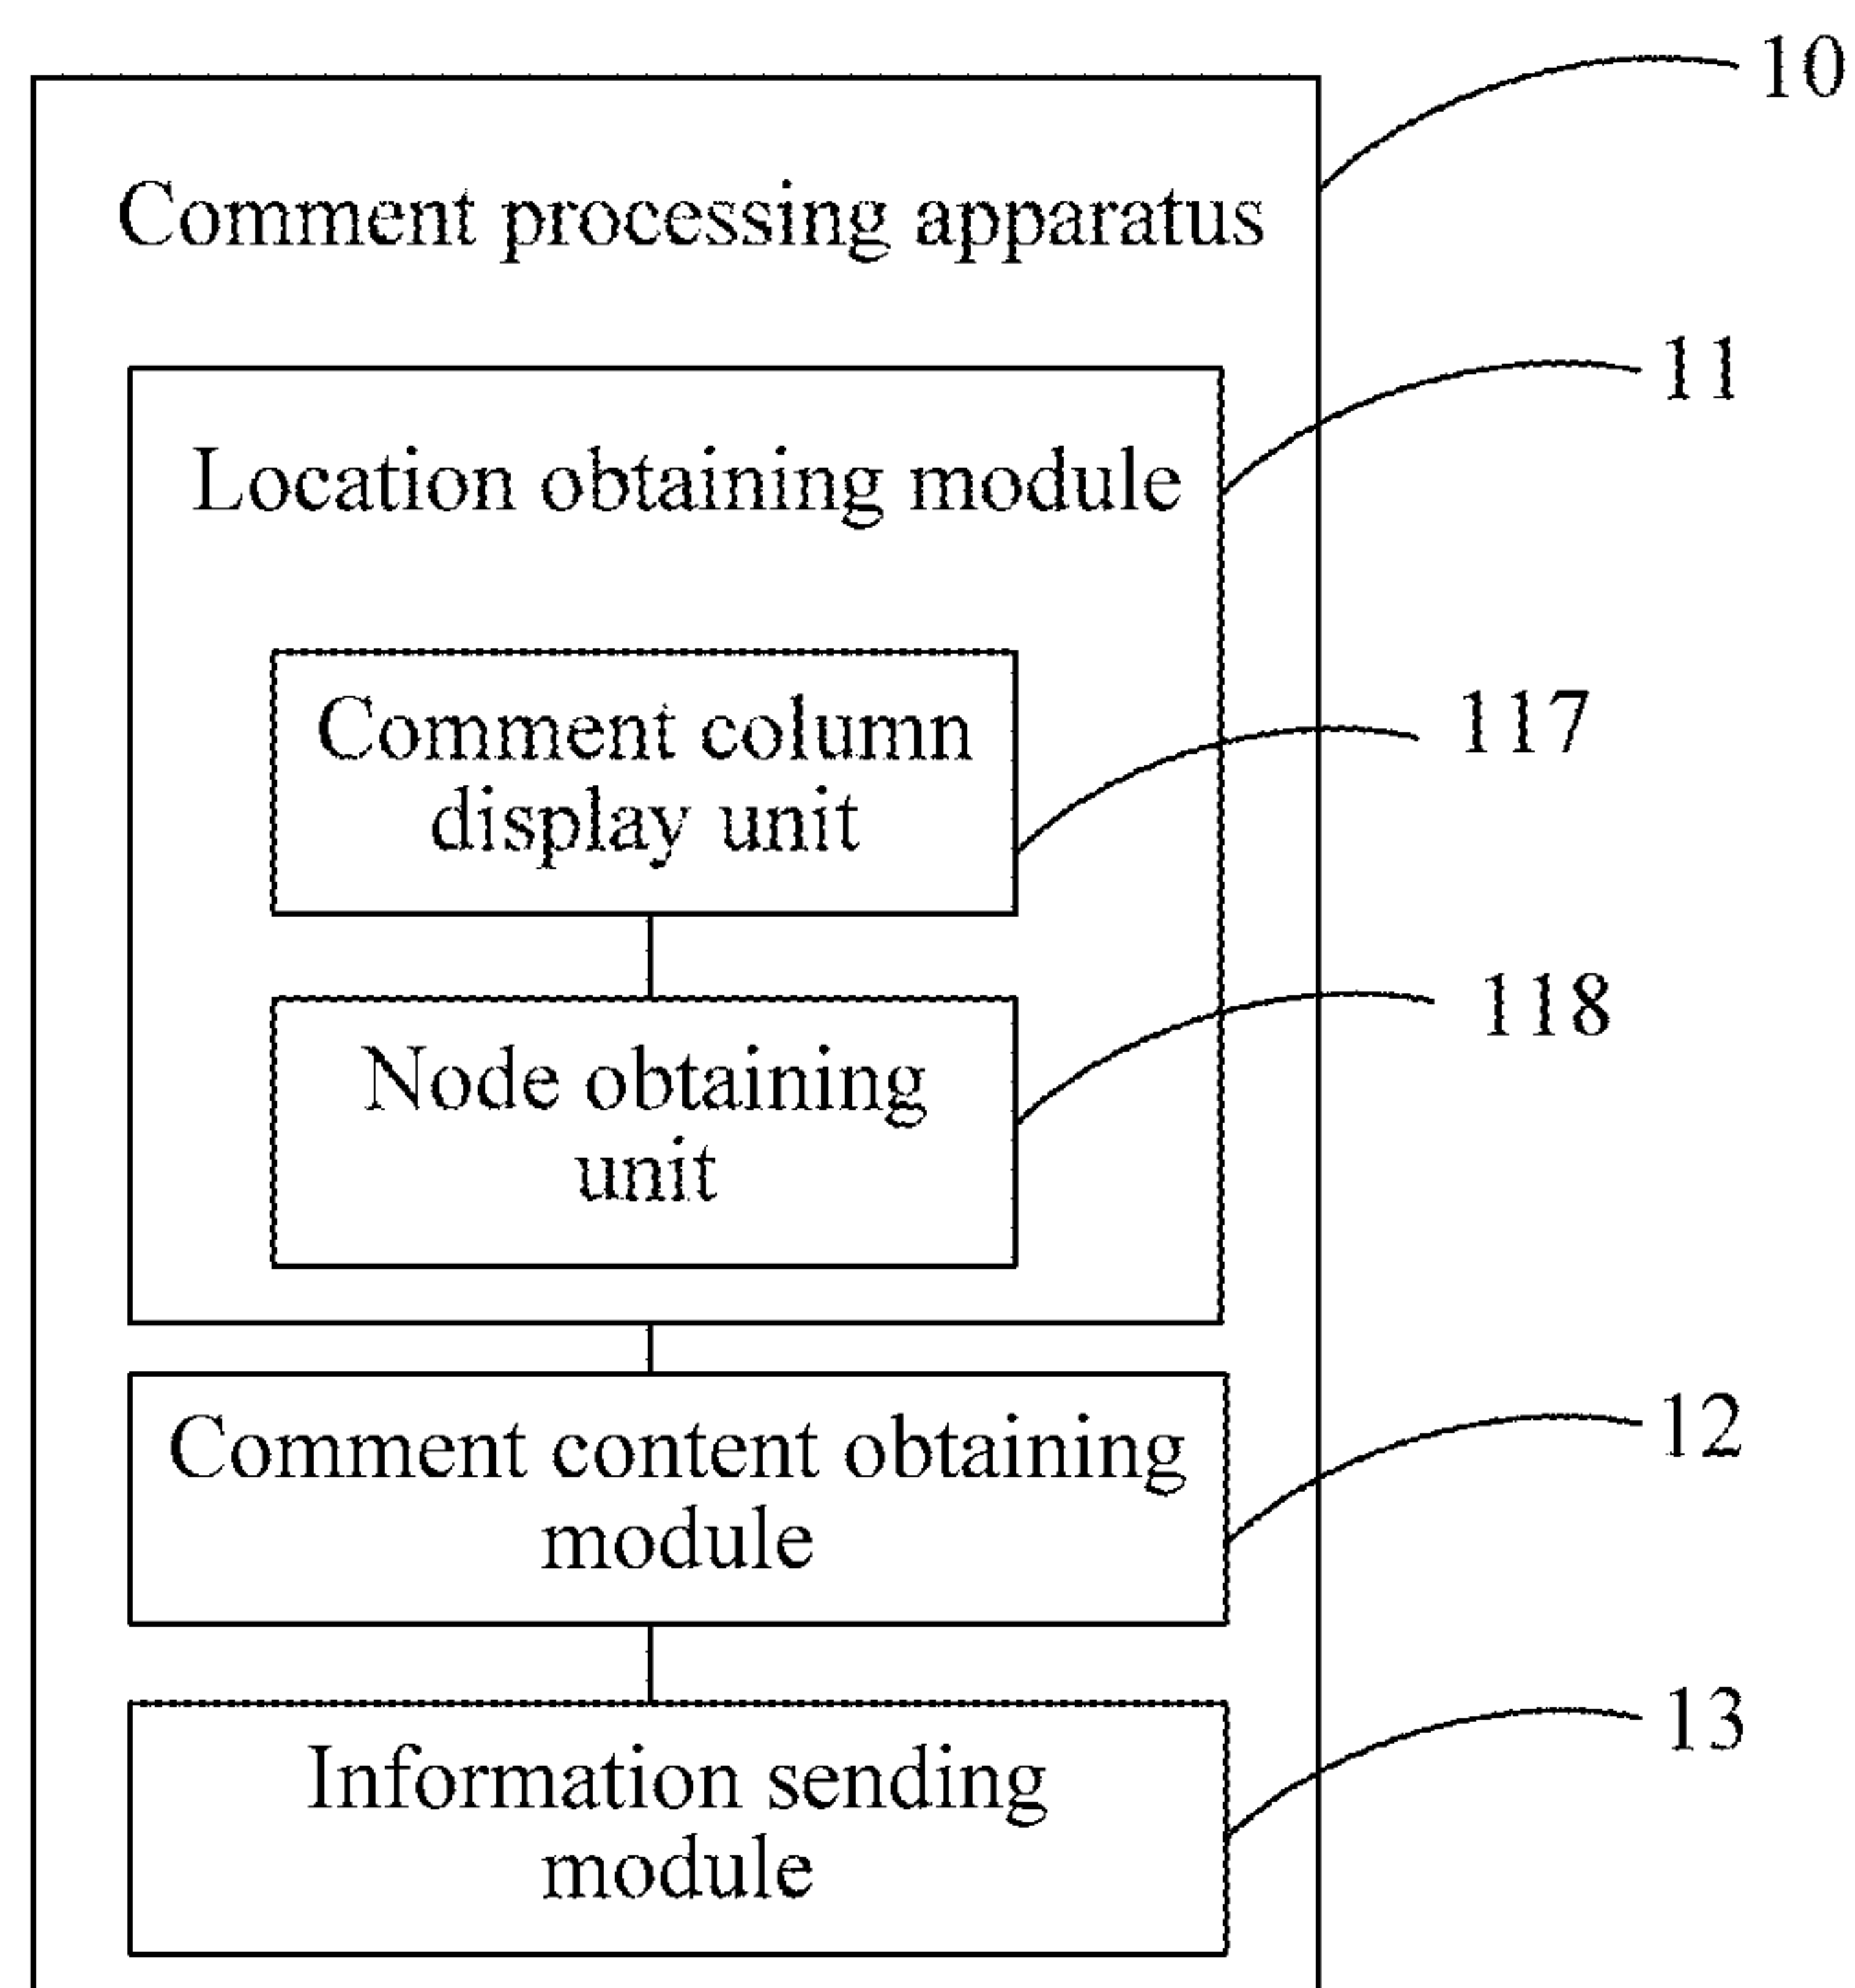 10
Comment processing apparatus
11
Location obtaining module
117
Comment column
display unit
118
Node obtaining
unit
12
Comment content obtaining
module
13
Information sending
module